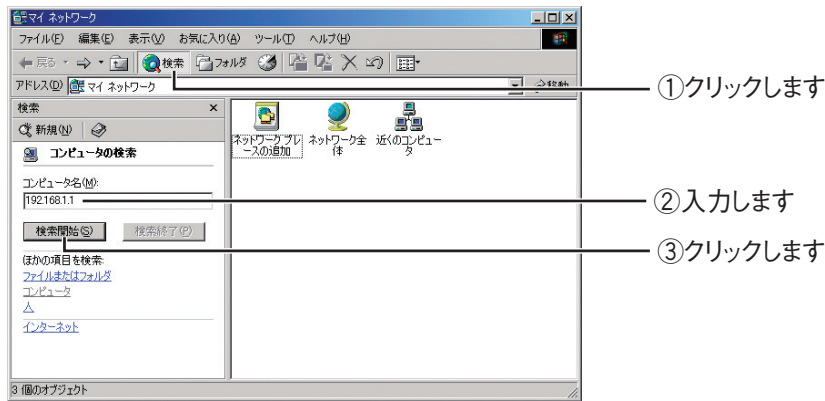 マイ ネットワーク
ファイル(F) 編集(E) 表示(V) お気に入り(A) ツール(T) ヘルプ(H)
戻る 検索 フォルダ
アドレス(D) マイ ネットワーク 移動
①クリックします
検索
新規(N)
コンピュータの検索
コンピュータ名(M):
192.168.1.1
②入力します
検索開始(S) 検索終了(P)
③クリックします
ほかの項目を検索:
ファイルまたはフォルダ
コンピュータ
人
インターネット
ネットワーク プレ
ースの追加
ネットワーク全
体
近くのコンピュー
タ
3 個のオブジェクト